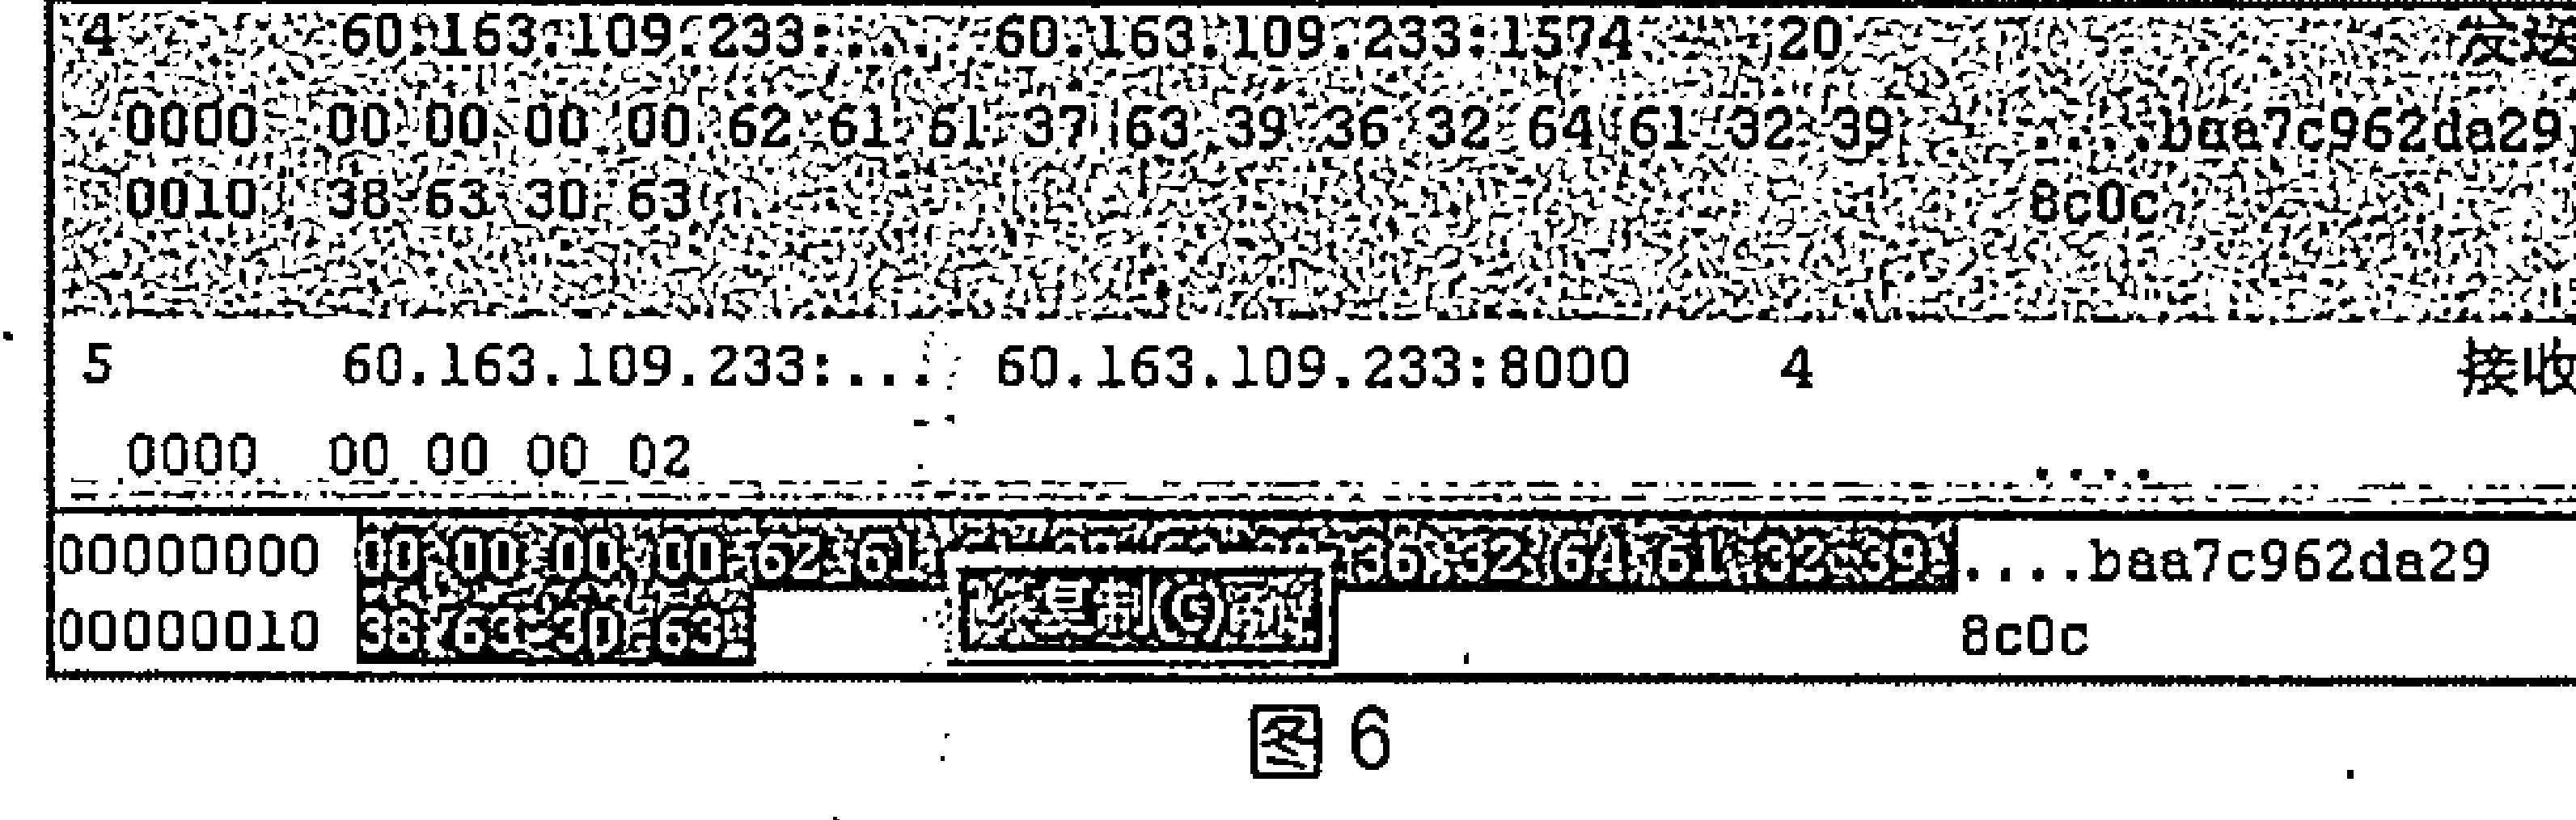 4 60.163.109.233:... 60.163.109.233:1574 20 发送
0000 00 00 00 00 62 61 61 37 63 39 36 32 64 61 32 39 ....baa7c962da29
0010 38 63 30 63 8c0c
5 60.163.109.233:... 60.163.109.233:8000 4 接收
0000 00 00 00 02 ....
00000000 00 00 00 00 62 61 36 32 64 61 32 39 ....baa7c962da29
复制(C)
00000010 38 63 30 63 8c0c
图 6